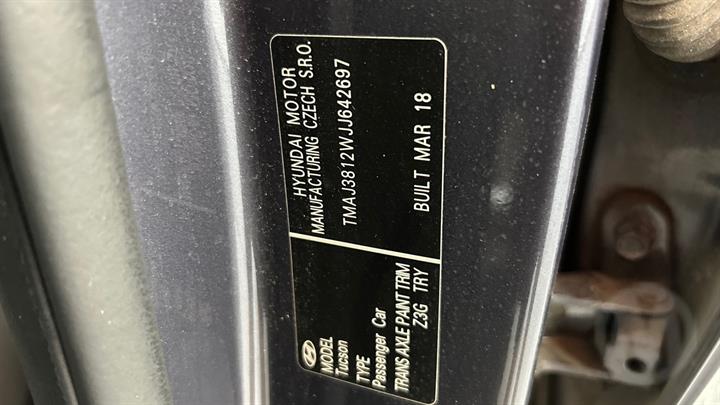 HYUNDAI MOTOR
MANUFACTURING CZECH S.R.O.
TMAJ3812WJJ642697
BUILT MAR 18
MODEL
Tucson
TYPE
Passenger Car
TRANS AXLE PAINT TRIM
Z3G TRY